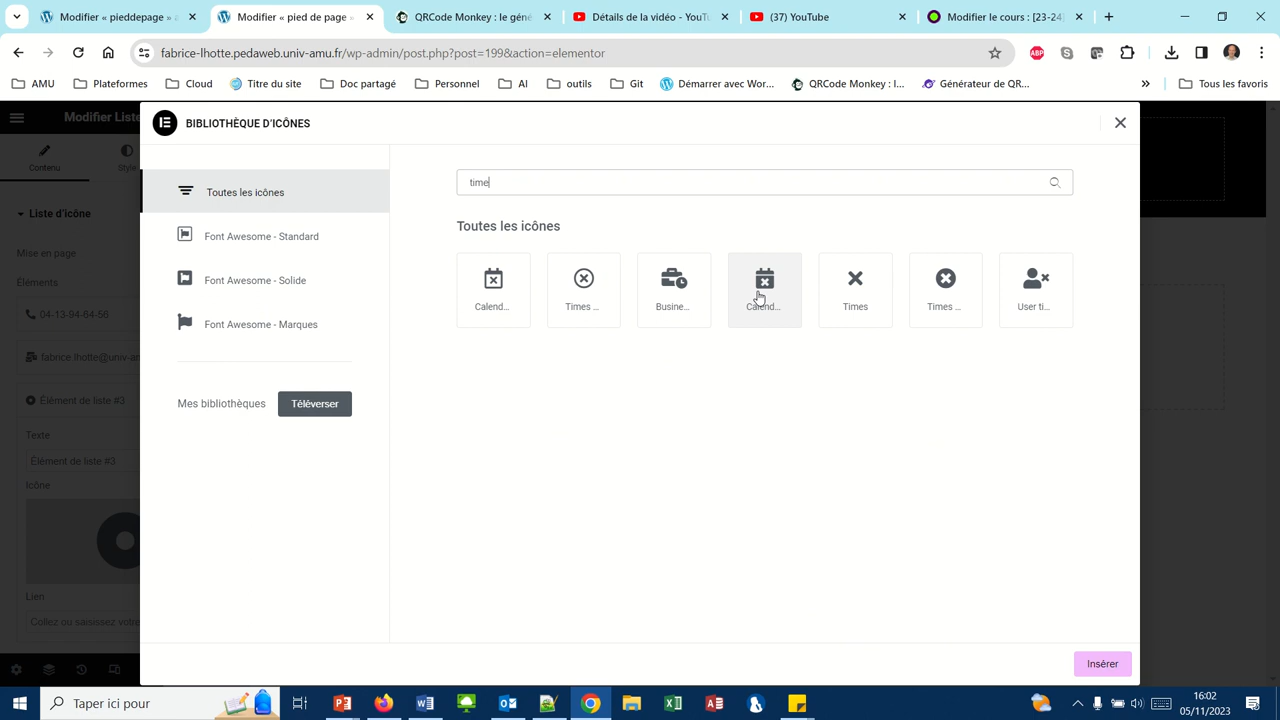 Modifier « pieddepage » av
Modifier « pied de page »
QRCode Monkey : le géné
Détails de la vidéo - YouTu
(37) YouTube
Modifier le cours : [23-24]
fabrice-lhotte.pedaweb.univ-amu.fr/wp-admin/post.php?post=199&action=elementor
AMU
Plateformes
Cloud
Titre du site
Doc partagé
Personnel
AI
outils
Git
Démarrer avec Wor...
QRCode Monkey : l...
Générateur de QR...
Tous les favoris
Modifier Liste
BIBLIOTHÈQUE D'ICÔNES
Contenu
Style
Toutes les icônes
time
Liste d'icône
Toutes les icônes
Font Awesome - Standard
Mise en page
Font Awesome - Solide
Éléments
Calend...
Times ...
Busine...
Calend...
Times
Times ...
User ti...
04-13-94-64-56
Font Awesome - Marques
fabrice.lhotte@univ-am
Élément de liste #3
Mes bibliothèques
Téléverser
Texte
Élément de liste #3
Icône
Lien
Collez ou saisissez votre
Insérer
Taper ici pour
16:02
05/11/2023